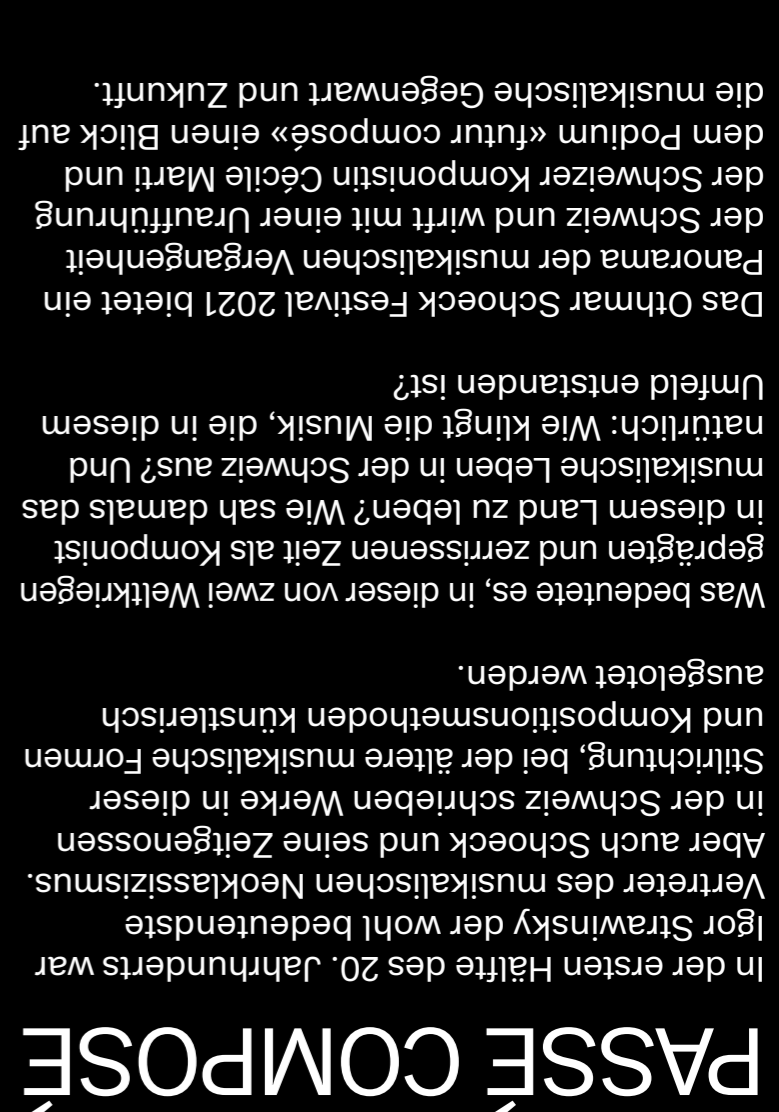 PASSÉ COMPOSÉ
In der ersten Hälfte des 20. Jahrhunderts war
Igor Strawinsky der wohl bedeutendste
Vertreter des musikalischen Neoklassizismus.
Aber auch Schoeck und seine Zeitgenossen
in der Schweiz schrieben Werke in dieser
Stilrichtung, bei der ältere musikalische Formen
und Kompositionsmethoden künstlerisch
ausgelotet werden.
Was bedeutete es, in dieser von zwei Weltkriegen
geprägten und zerrissenen Zeit als Komponist
in diesem Land zu leben? Wie sah damals das
musikalische Leben in der Schweiz aus? Und
natürlich: Wie klingt die Musik, die in diesem
Umfeld entstanden ist?
Das Othmar Schoeck Festival 2021 bietet ein
Panorama der musikalischen Vergangenheit
der Schweiz und wirft mit einer Uraufführung
der Schweizer Komponistin Cécile Marti und
dem Podium «futur composé» einen Blick auf
die musikalische Gegenwart und Zukunft.